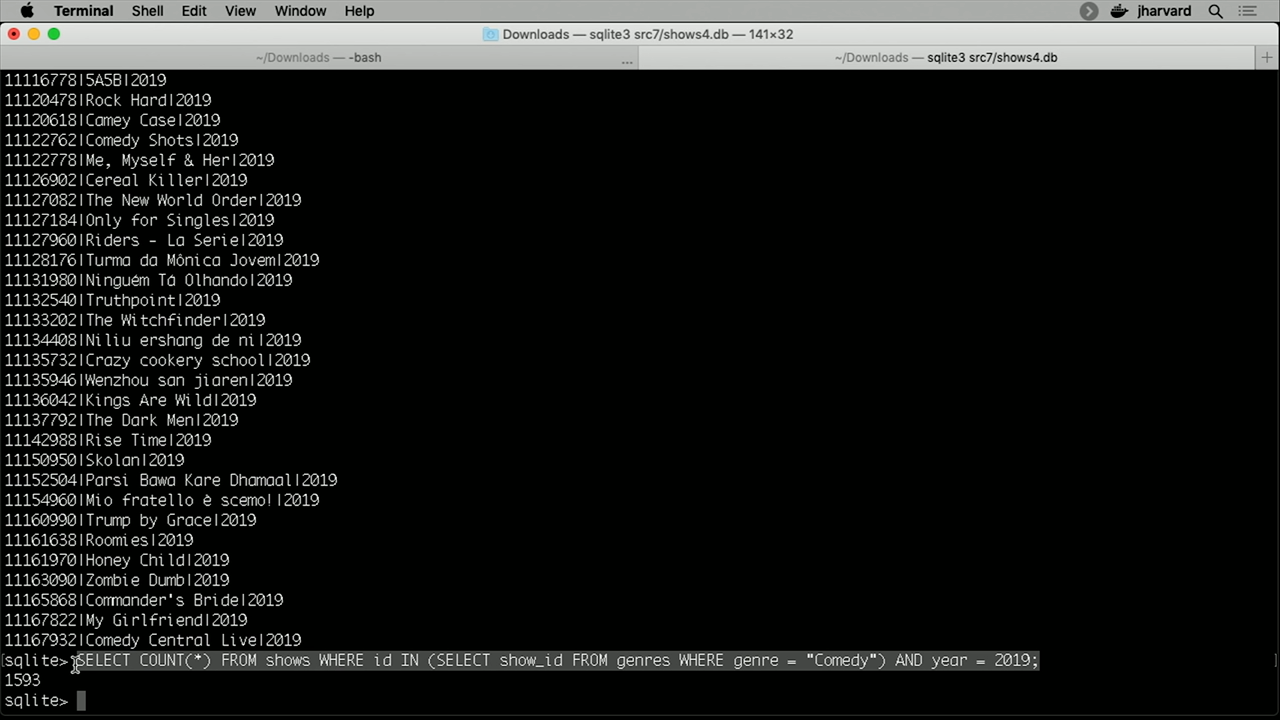 Terminal Shell Edit View Window Help jharvard
Downloads — sqlite3 src7/shows4.db — 141×32
~/Downloads — -bash ... ~/Downloads — sqlite3 src7/shows4.db +
11116778|5A5B|2019
11120478|Rock Hard|2019
11120618|Camey Case|2019
11122762|Comedy Shots|2019
11122778|Me, Myself & Her|2019
11126902|Cereal Killer|2019
11127082|The New World Order|2019
11127184|Only for Singles|2019
11127960|Riders - La Serie|2019
11128176|Turma da Mônica Jovem|2019
11131980|Ninguém Tá Olhando|2019
11132540|Truthpoint|2019
11133202|The Witchfinder|2019
11134408|Niliu ershang de ni|2019
11135732|Crazy cookery school|2019
11135946|Wenzhou san jiaren|2019
11136042|Kings Are Wild|2019
11137792|The Dark Men|2019
11142988|Rise Time|2019
11150950|Skolan|2019
11152504|Parsi Bawa Kare Dhamaal|2019
11154960|Mio fratello è scemo!|2019
11160990|Trump by Grace|2019
11161638|Roomies|2019
11161970|Honey Child|2019
11163090|Zombie Dumb|2019
11165868|Commander's Bride|2019
11167822|My Girlfriend|2019
11167932|Comedy Central Live|2019
sqlite> SELECT COUNT(*) FROM shows WHERE id IN (SELECT show_id FROM genres WHERE genre = "Comedy") AND year = 2019;
1593
sqlite>